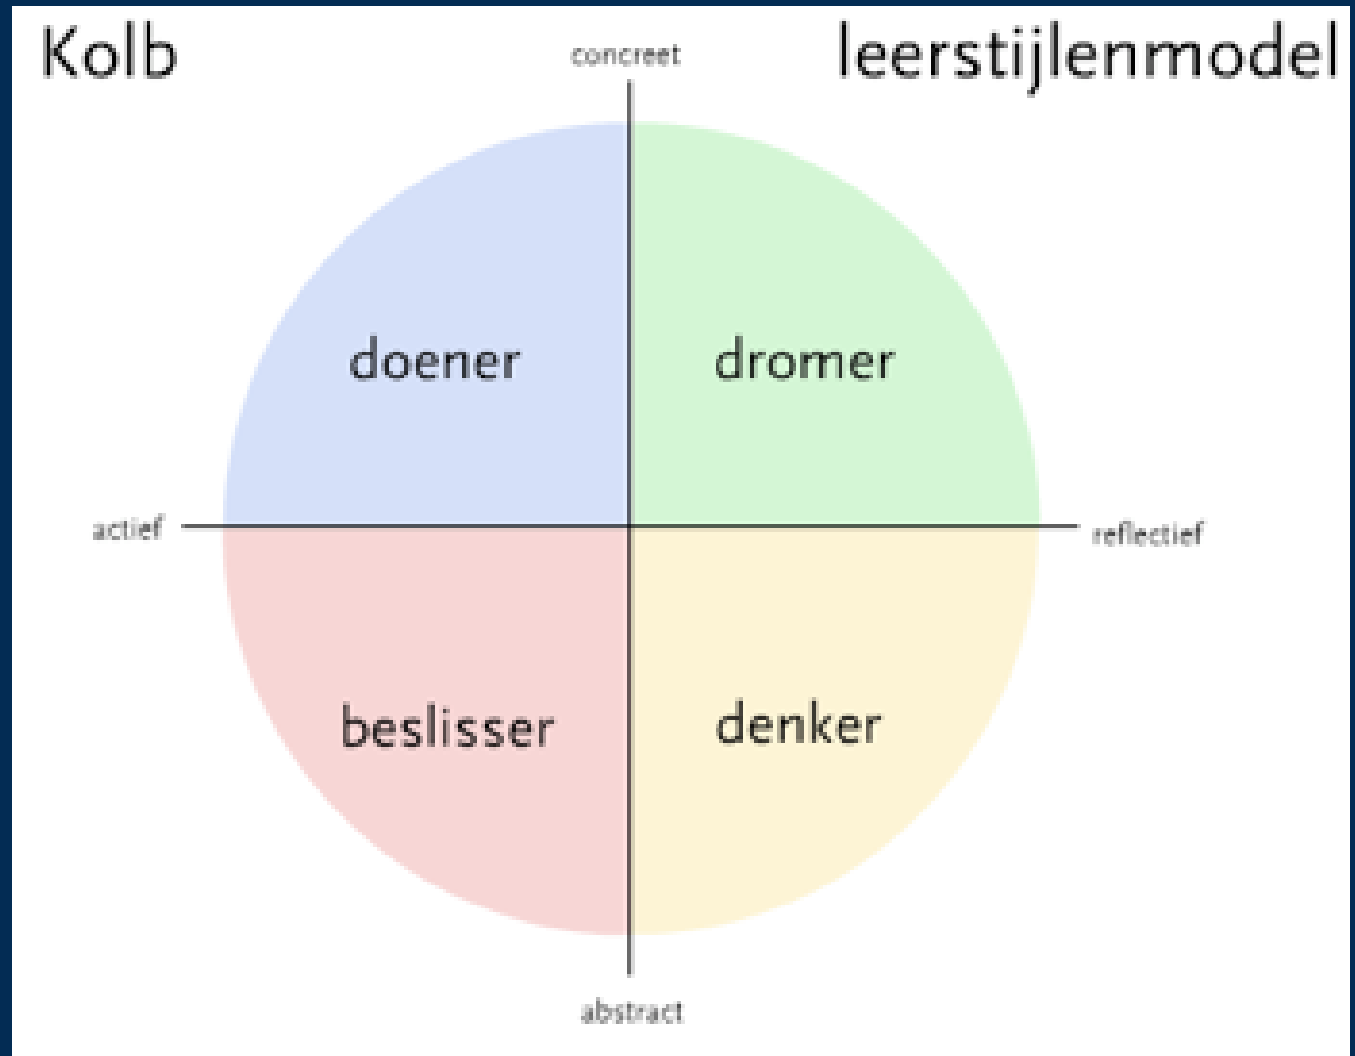 Kolb
leerstijlenmodel
concreet
doener
dromer
actief
reflectief
beslisser
denker
abstract